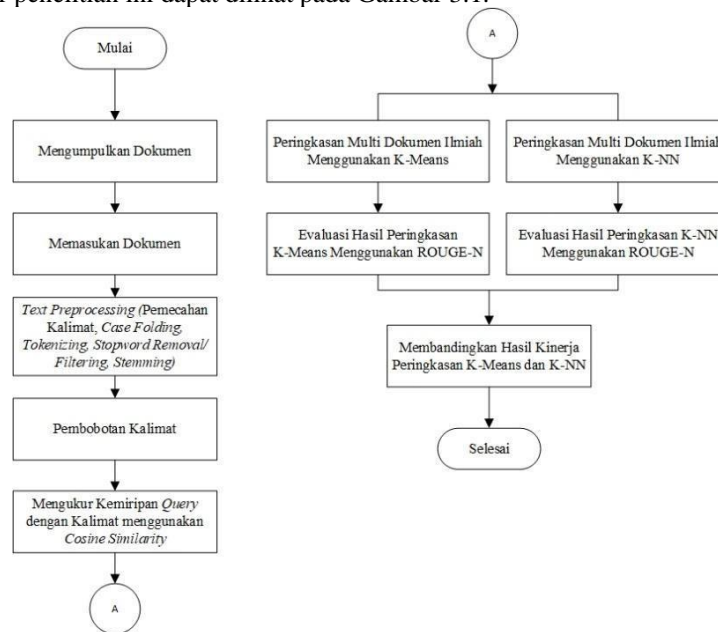 penelitian ini dapat dilihat pada Gambar 3.1.
Mulai
Mengumpulkan Dokumen
Memasukan Dokumen
Text Preprocessing (Pemecahan
Kalimat, Case Folding,
Tokenizing, Stopword Removal/
Filtering, Stemming)
Pembobotan Kalimat
Mengukur Kemiripan Query
dengan Kalimat menggunakan
Cosine Similarity
A
A
Peringkasan Multi Dokumen Ilmiah
Menggunakan K-Means
Peringkasan Multi Dokumen Ilmiah
Menggunakan K-NN
Evaluasi Hasil Peringkasan
K-Means Menggunakan ROUGE-N
Evaluasi Hasil Peringkasan K-NN
Menggunakan ROUGE-N
Membandingkan Hasil Kinerja
Peringkasan K-Means dan K-NN
Selesai